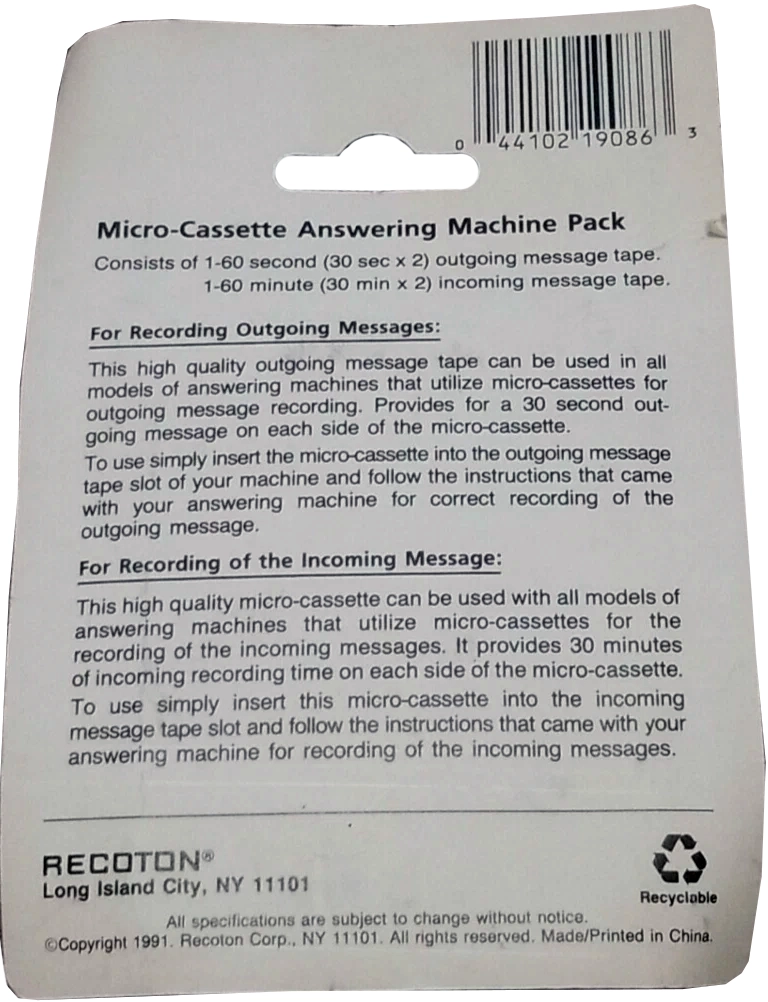 0 44102 19086 3
Micro-Cassette Answering Machine Pack
Consists of 1-60 second (30 sec x 2) outgoing message tape.
1-60 minute (30 min x 2) incoming message tape.
For Recording Outgoing Messages:
This high quality outgoing message tape can be used in all
models of answering machines that utilize micro-cassettes for
outgoing message recording. Provides for a 30 second out-
going message on each side of the micro-cassette.
To use simply insert the micro-cassette into the outgoing message
tape slot of your machine and follow the instructions that came
with your answering machine for correct recording of the
outgoing message.
For Recording of the Incoming Message:
This high quality micro-cassette can be used with all models of
answering machines that utilize micro-cassettes for the
recording of the incoming messages. It provides 30 minutes
of incoming recording time on each side of the micro-cassette.
To use simply insert this micro-cassette into the incoming
message tape slot and follow the instructions that came with your
answering machine for recording of the incoming messages.
RECOTON®
Long Island City, NY 11101
Recyclable
All specifications are subject to change without notice.
©Copyright 1991. Recoton Corp., NY 11101. All rights reserved. Made/Printed in China.